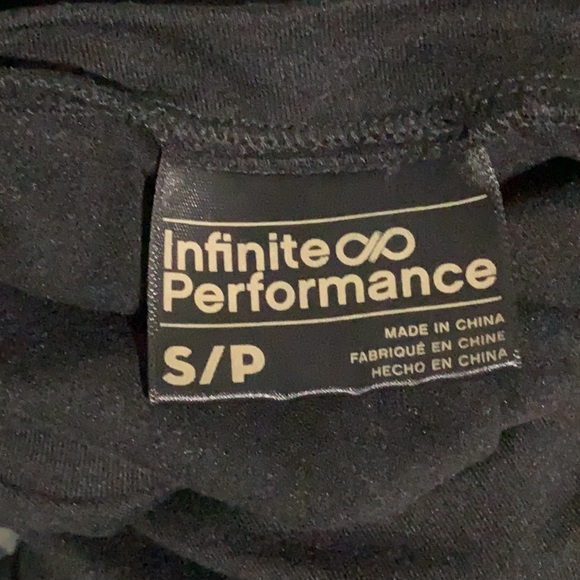 Infinite
Performance
S/P
MADE IN CHINA
FABRIQUÉ EN CHINE
HECHO EN CHINA